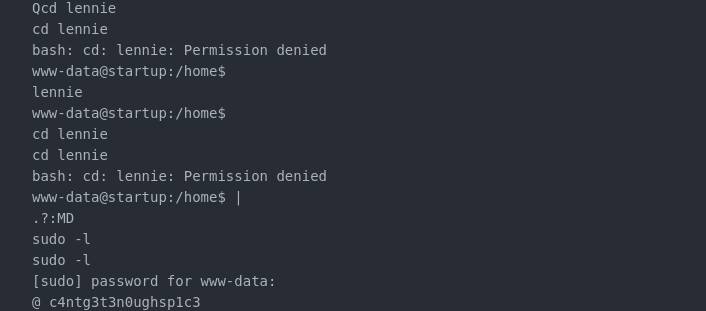 Qcd lennie
cd lennie
bash: cd: lennie: Permission denied
www-data@startup:/home$
lennie
www-data@startup:/home$
cd lennie
cd lennie
bash: cd: lennie: Permission denied
www-data@startup:/home$ |
.?:MD
sudo -l
sudo -l
[sudo] password for www-data:
@ c4ntg3t3n0ughsp1c3